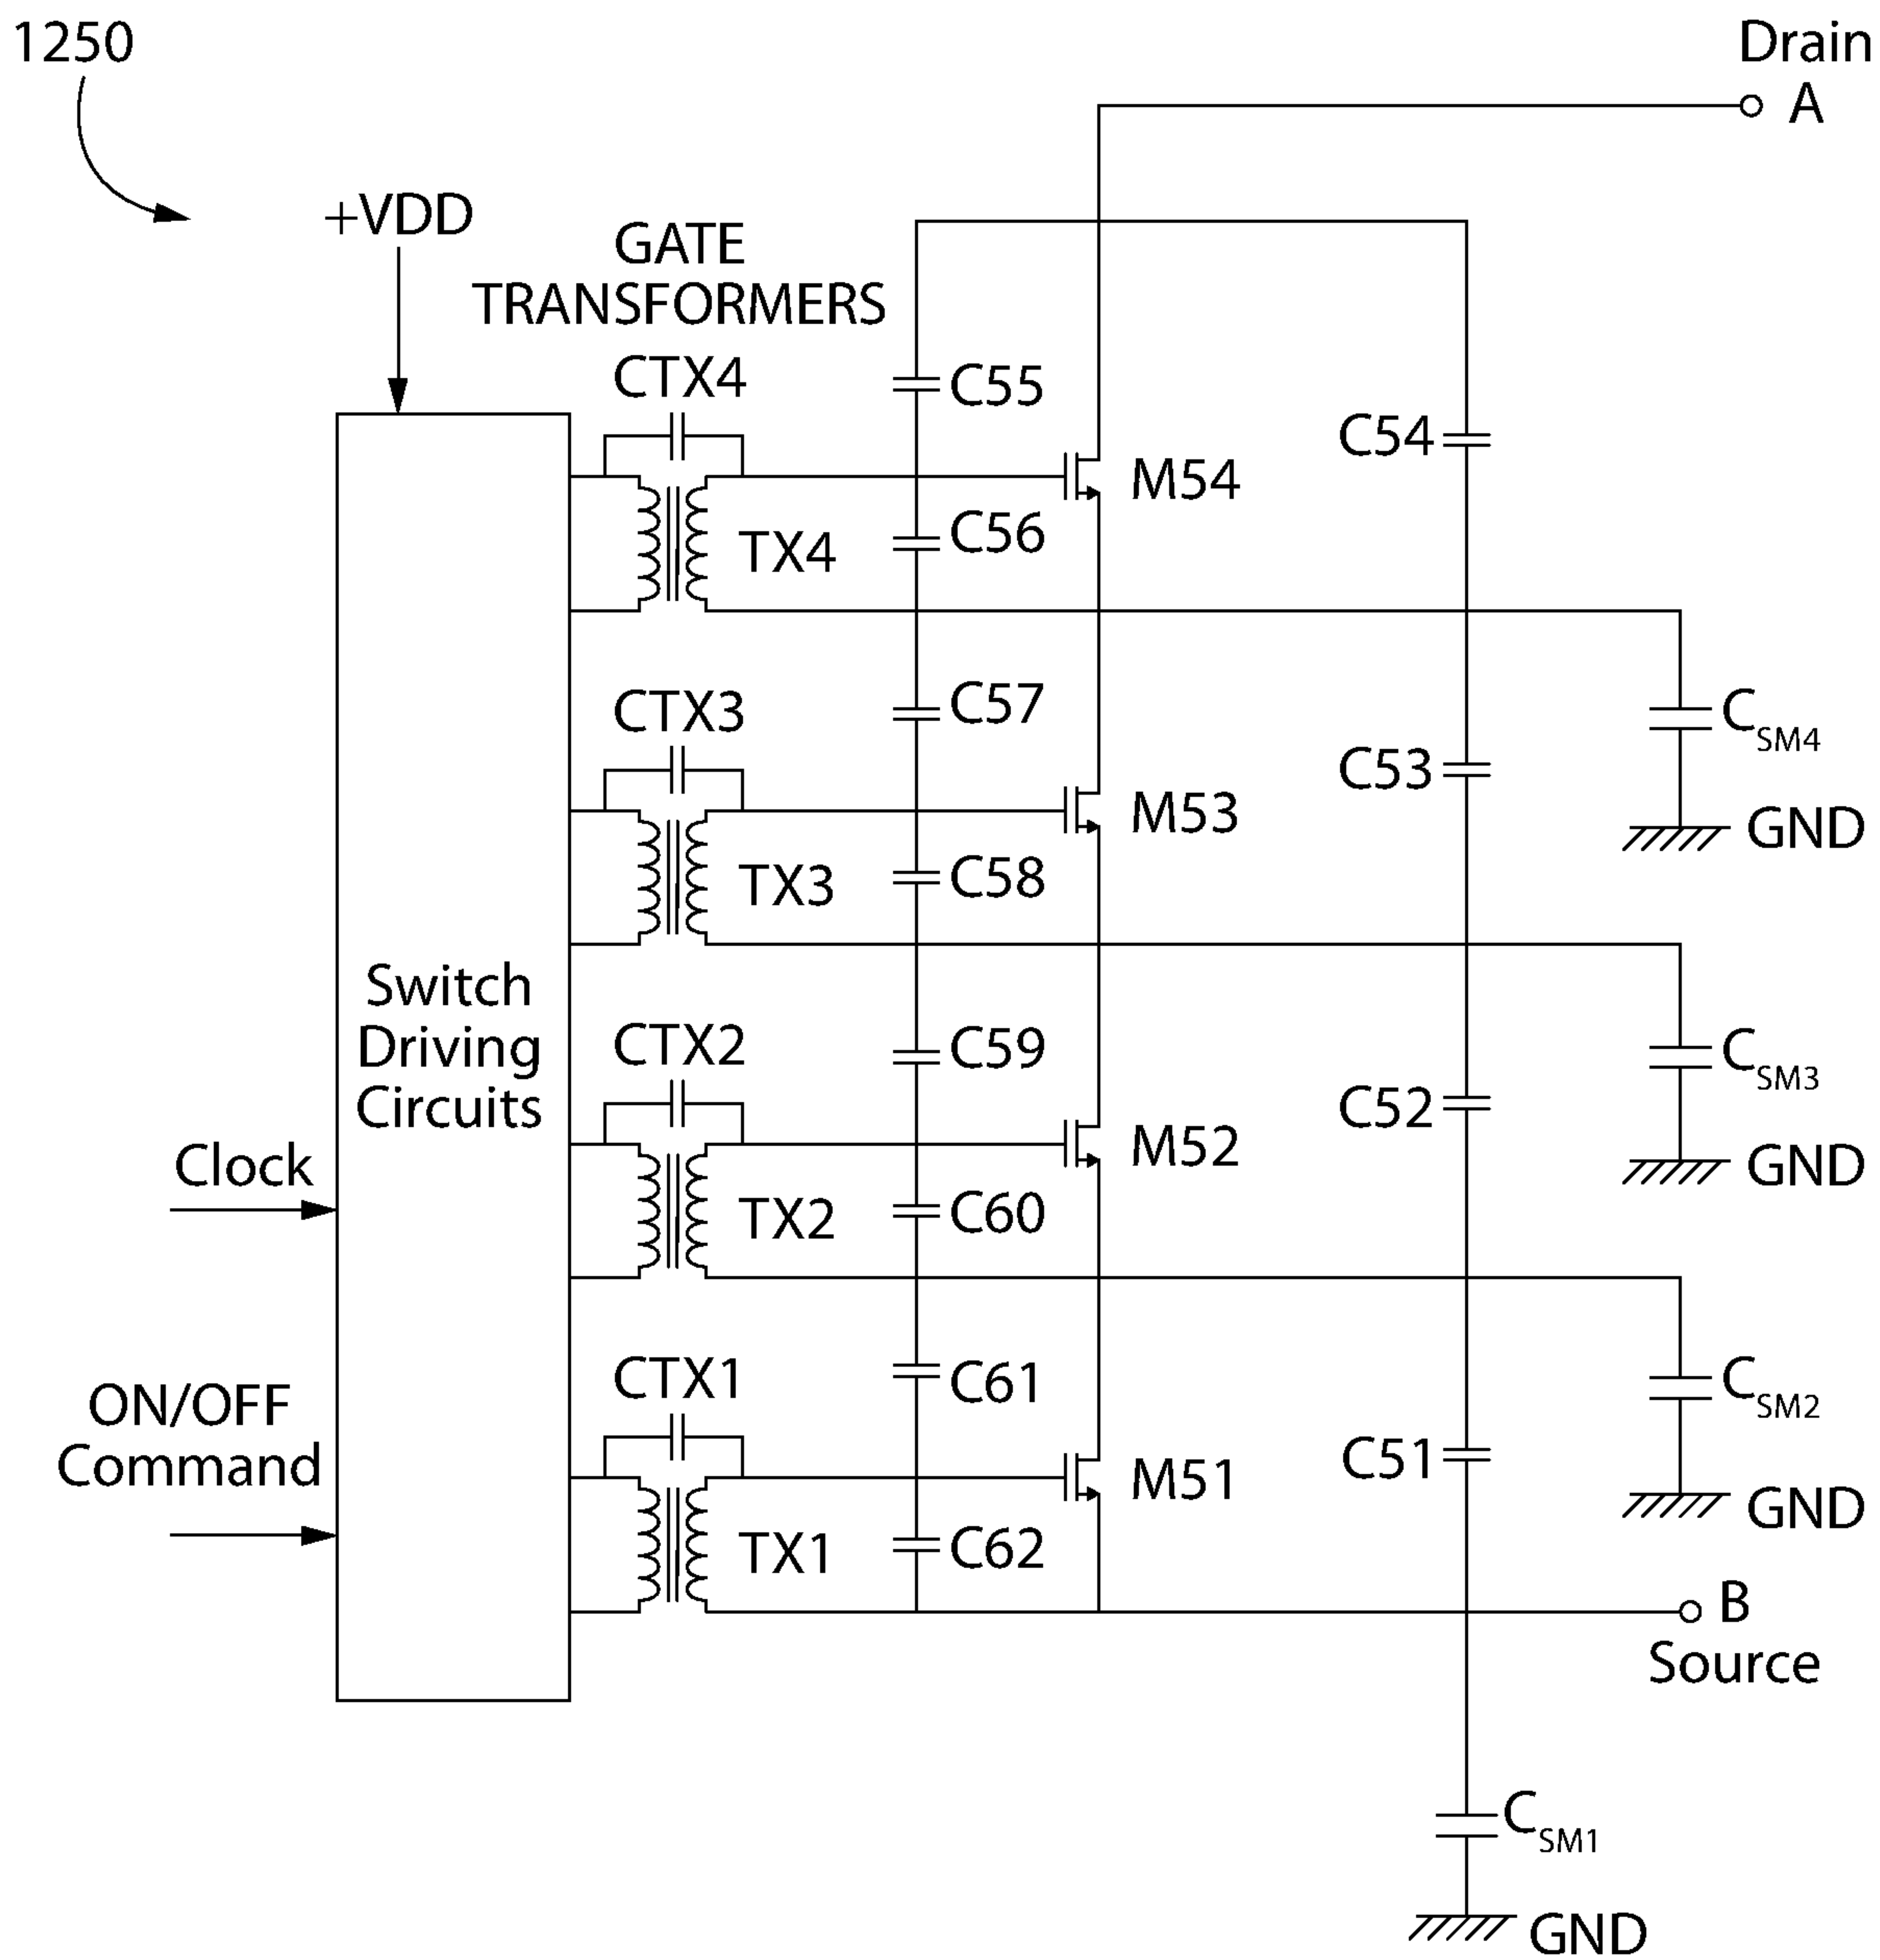 1250
Drain
A
+VDD
GATE
TRANSFORMERS
CTX4
C55
C54
M54
C56
TX4
CTX3
C57
CSM4
C53
M53
GND
C58
TX3
Switch
Driving
Circuits
CTX2
C59
CSM3
C52
M52
GND
Clock
C60
TX2
CTX1
C61
CSM2
ON/OFF
Command
C51
M51
GND
C62
TX1
B
Source
CSM1
GND